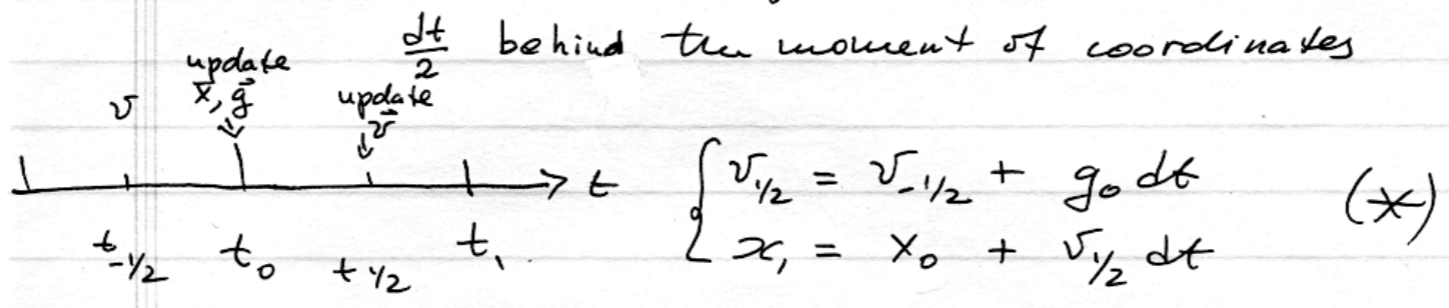 dt/2 behind the moment of coordinates
update x⃗, g⃗
v
update v⃗
t
t₋₁/₂ t₀ t₁/₂ t₁
v₁/₂ = v₋₁/₂ + g₀ dt
x₁ = x₀ + v₁/₂ dt
(*)